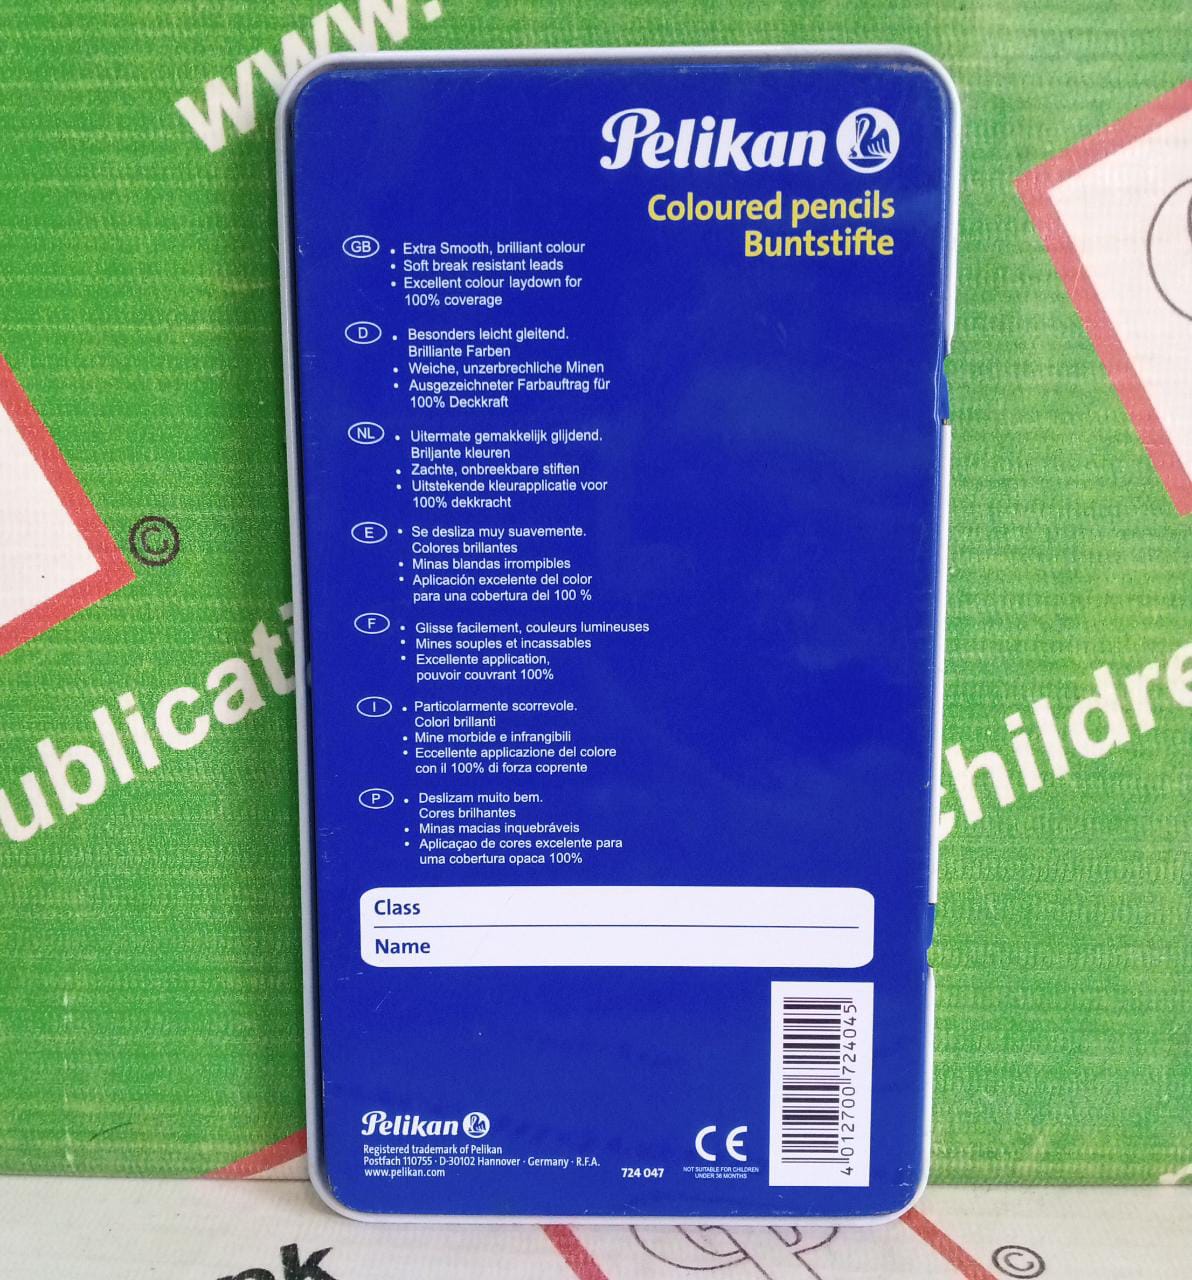 www.
Pelikan
Coloured pencils
Buntstifte
GB
• Extra Smooth, brilliant colour
• Soft break resistant leads
• Excellent colour laydown for
100% coverage
D
• Besonders leicht gleitend.
Brilliante Farben
• Weiche, unzerbrechliche Minen
• Ausgezeichneter Farbauftrag für
100% Deckkraft
NL
• Uitermate gemakkelijk glijdend.
Briljante kleuren
• Zachte, onbreekbare stiften
• Uitstekende kleurapplicatie voor
100% dekkracht
E
• Se desliza muy suavemente.
Colores brillantes
• Minas blandas irrompibles
• Aplicación excelente del color
para una cobertura del 100 %
F
• Glisse facilement, couleurs lumineuses
• Mines souples et incassables
• Excellente application,
pouvoir couvrant 100%
I
• Particolarmente scorrevole.
Colori brillanti
• Mine morbide e infrangibili
• Eccellente applicazione del colore
con il 100% di forza coprente
P
• Deslizam muito bem.
Cores brilhantes
• Minas macias inquebráveis
• Aplicaçao de cores excelente para
uma cobertura opaca 100%
Class
Name
4 012700 724045
Pelikan
Registered trademark of Pelikan
Postfach 110755 · D-30102 Hannover · Germany · R.F.A.
www.pelikan.com
724 047
CE
NOT SUITABLE FOR CHILDREN
UNDER 36 MONTHS
©
ublicati
childre
©